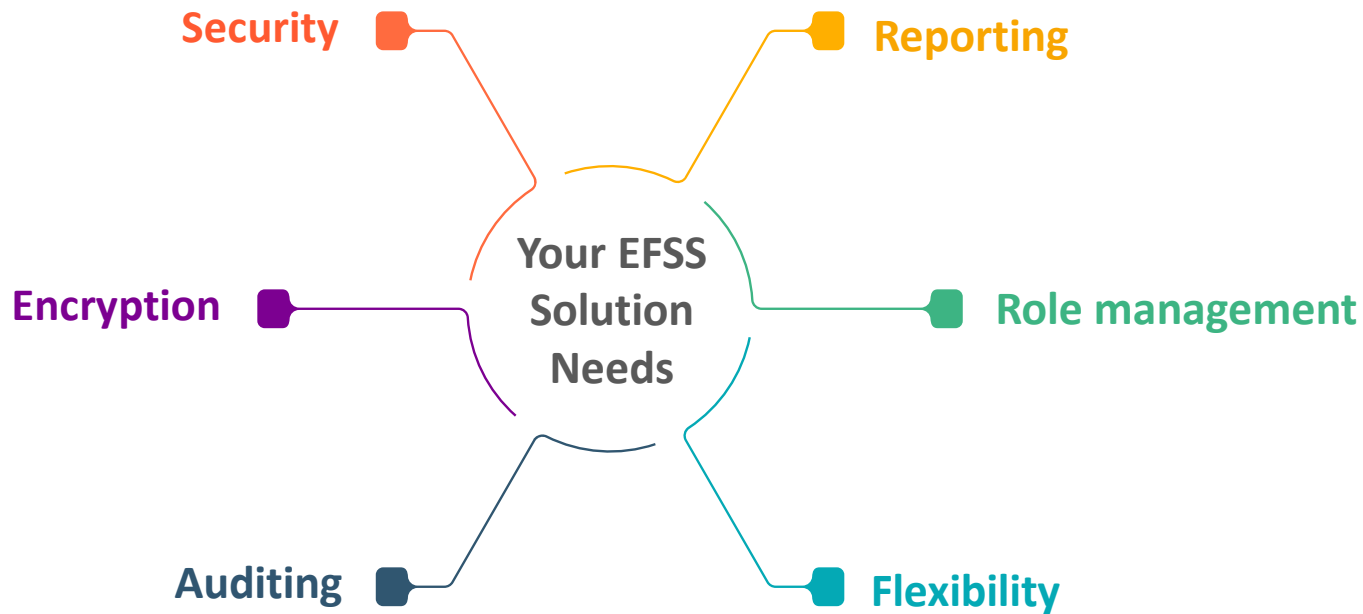 Security
Reporting
Your EFSS
Solution
Needs
Encryption
Role management
Auditing
Flexibility